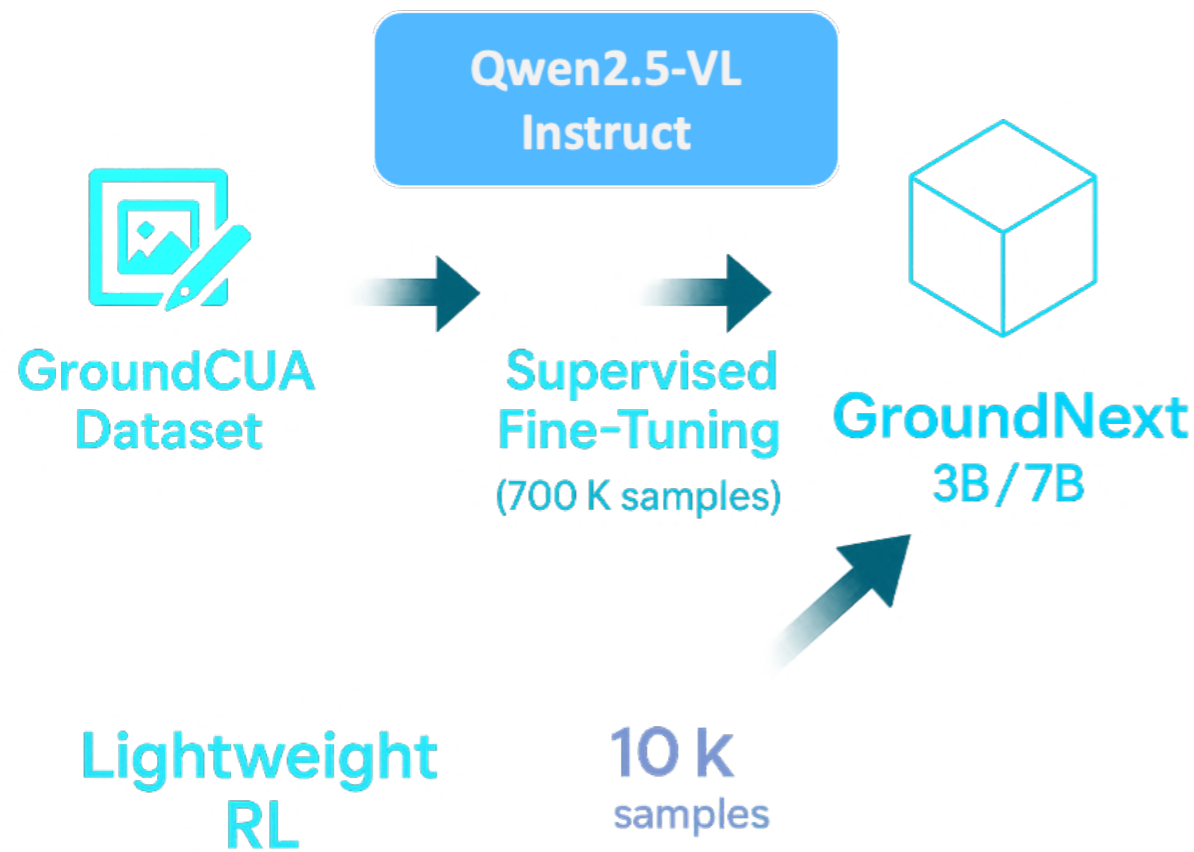 Qwen2.5-VL
Instruct
GroundCUA
Dataset
Supervised
Fine-Tuning
(700 K samples)
GroundNext
3B/7B
Lightweight
RL
10 k
samples